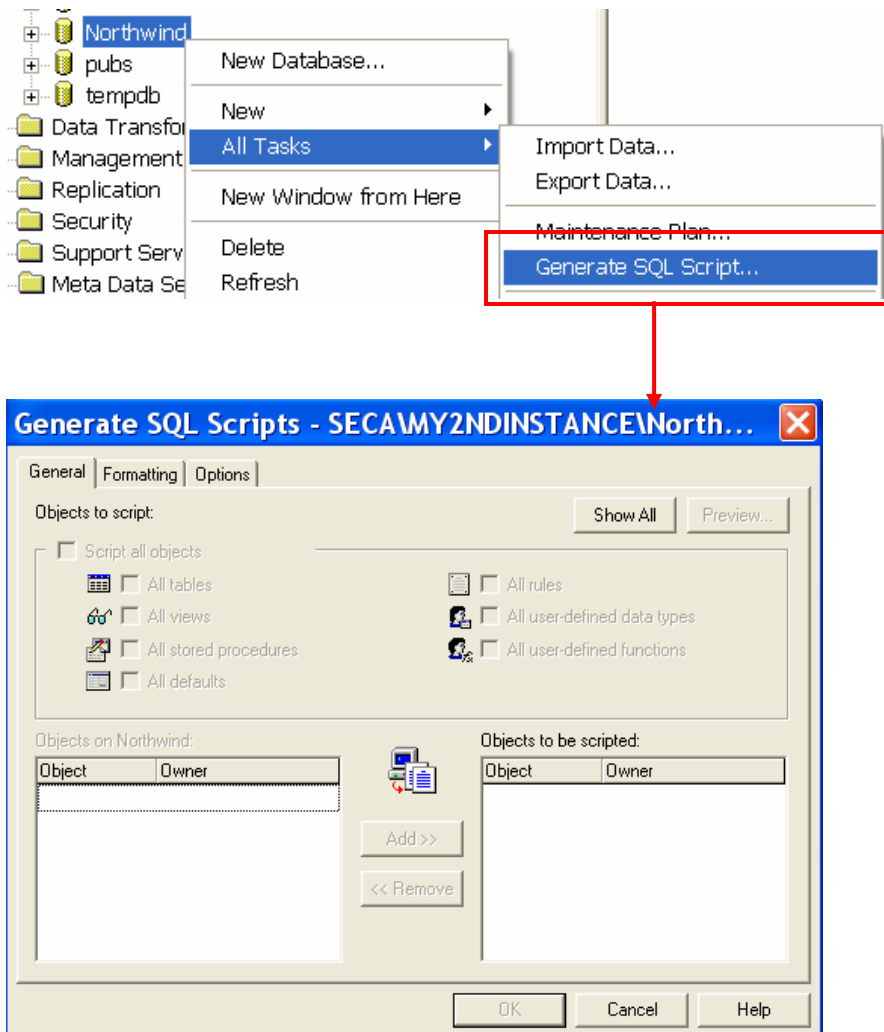 Northwind
pubs
tempdb
Data Transfo
Management
Replication
Security
Support Serv
Meta Data Se
New Database...
New
All Tasks
New Window from Here
Delete
Refresh
Import Data...
Export Data...
Maintenance Plan...
Generate SQL Script...
Generate SQL Scripts - SECA\MY2NDINSTANCE\North...
General Formatting Options
Objects to script:
Show All Preview...
Script all objects
All tables
All views
All stored procedures
All defaults
All rules
All user-defined data types
All user-defined functions
Objects on Northwind:
Object Owner
Add >>
<< Remove
Objects to be scripted:
Object Owner
OK Cancel Help